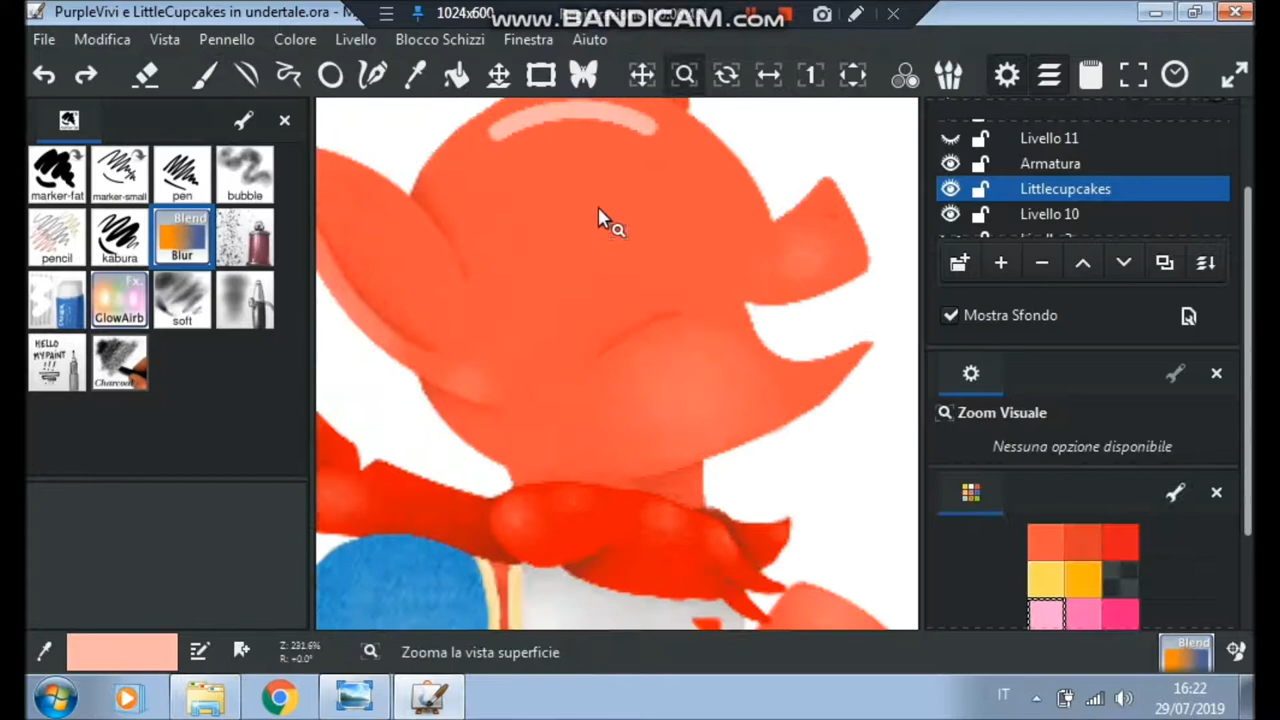 PurpleVivi e LittleCupcakes in undertale.ora - M
1024x600
www.BANDICAM.com
File Modifica Vista Pennello Colore Livello Blocco Schizzi Finestra Aiuto
1
marker-fat marker-small pen bubble
pencil kabura Blend Blur
Fx. GlowAirb soft
HELLO MYPAINT !!! Charcoal
Livello 11
Armatura
Littlecupcakes
Livello 10
Mostra Sfondo
Zoom Visuale
Nessuna opzione disponibile
Z: 231.6%
R: +0.0°
Zooma la vista superficie
Blend
IT
16:22
29/07/2019